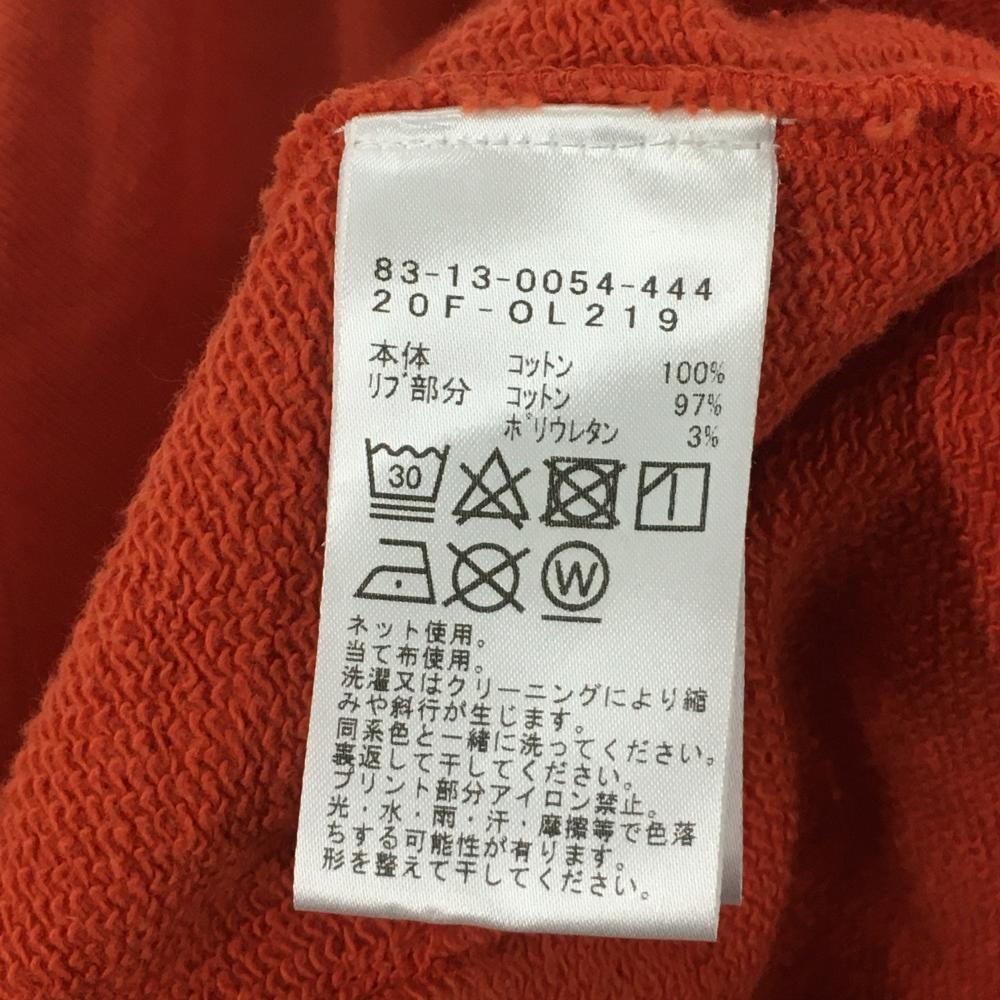 83-13-0054-444
20F-OL219
本体 コットン 100%
リブ部分 コットン 97%
ポリウレタン 3%
30
W
ネット使用。
当て布使用。
洗濯又はクリーニングにより縮
みや斜行が生じます。
同系色と一緒に洗ってください。
裏返して干してください。
プリント部分アイロン禁止。
光・水・雨・汗・摩擦等で色落
ちする可能性が有ります。
形を整えて干してください。